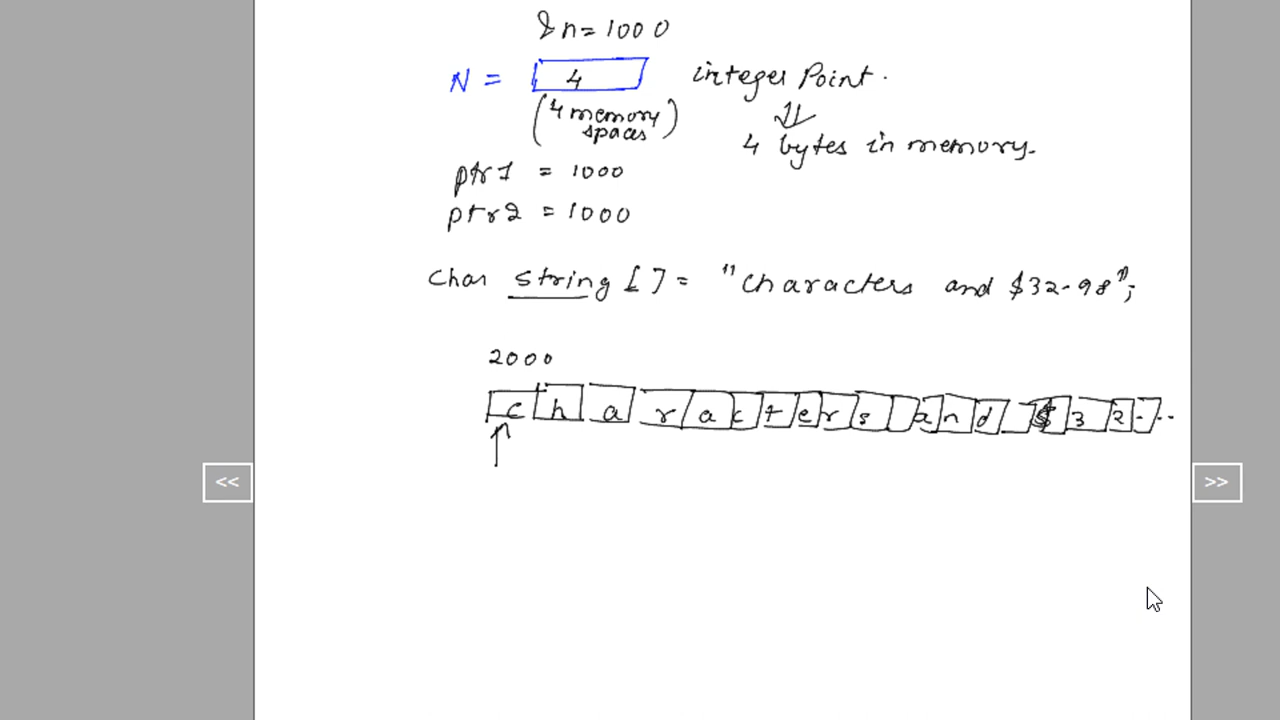 &n = 1000
N = 4 integer Point.
(4 memory spaces)
4 bytes in memory.
ptr1 = 1000
ptr2 = 1000
Char string [] = "characters and $32.98";
2000
c h a r a c t e r s a n d $ 3 2 . . .
<< >>